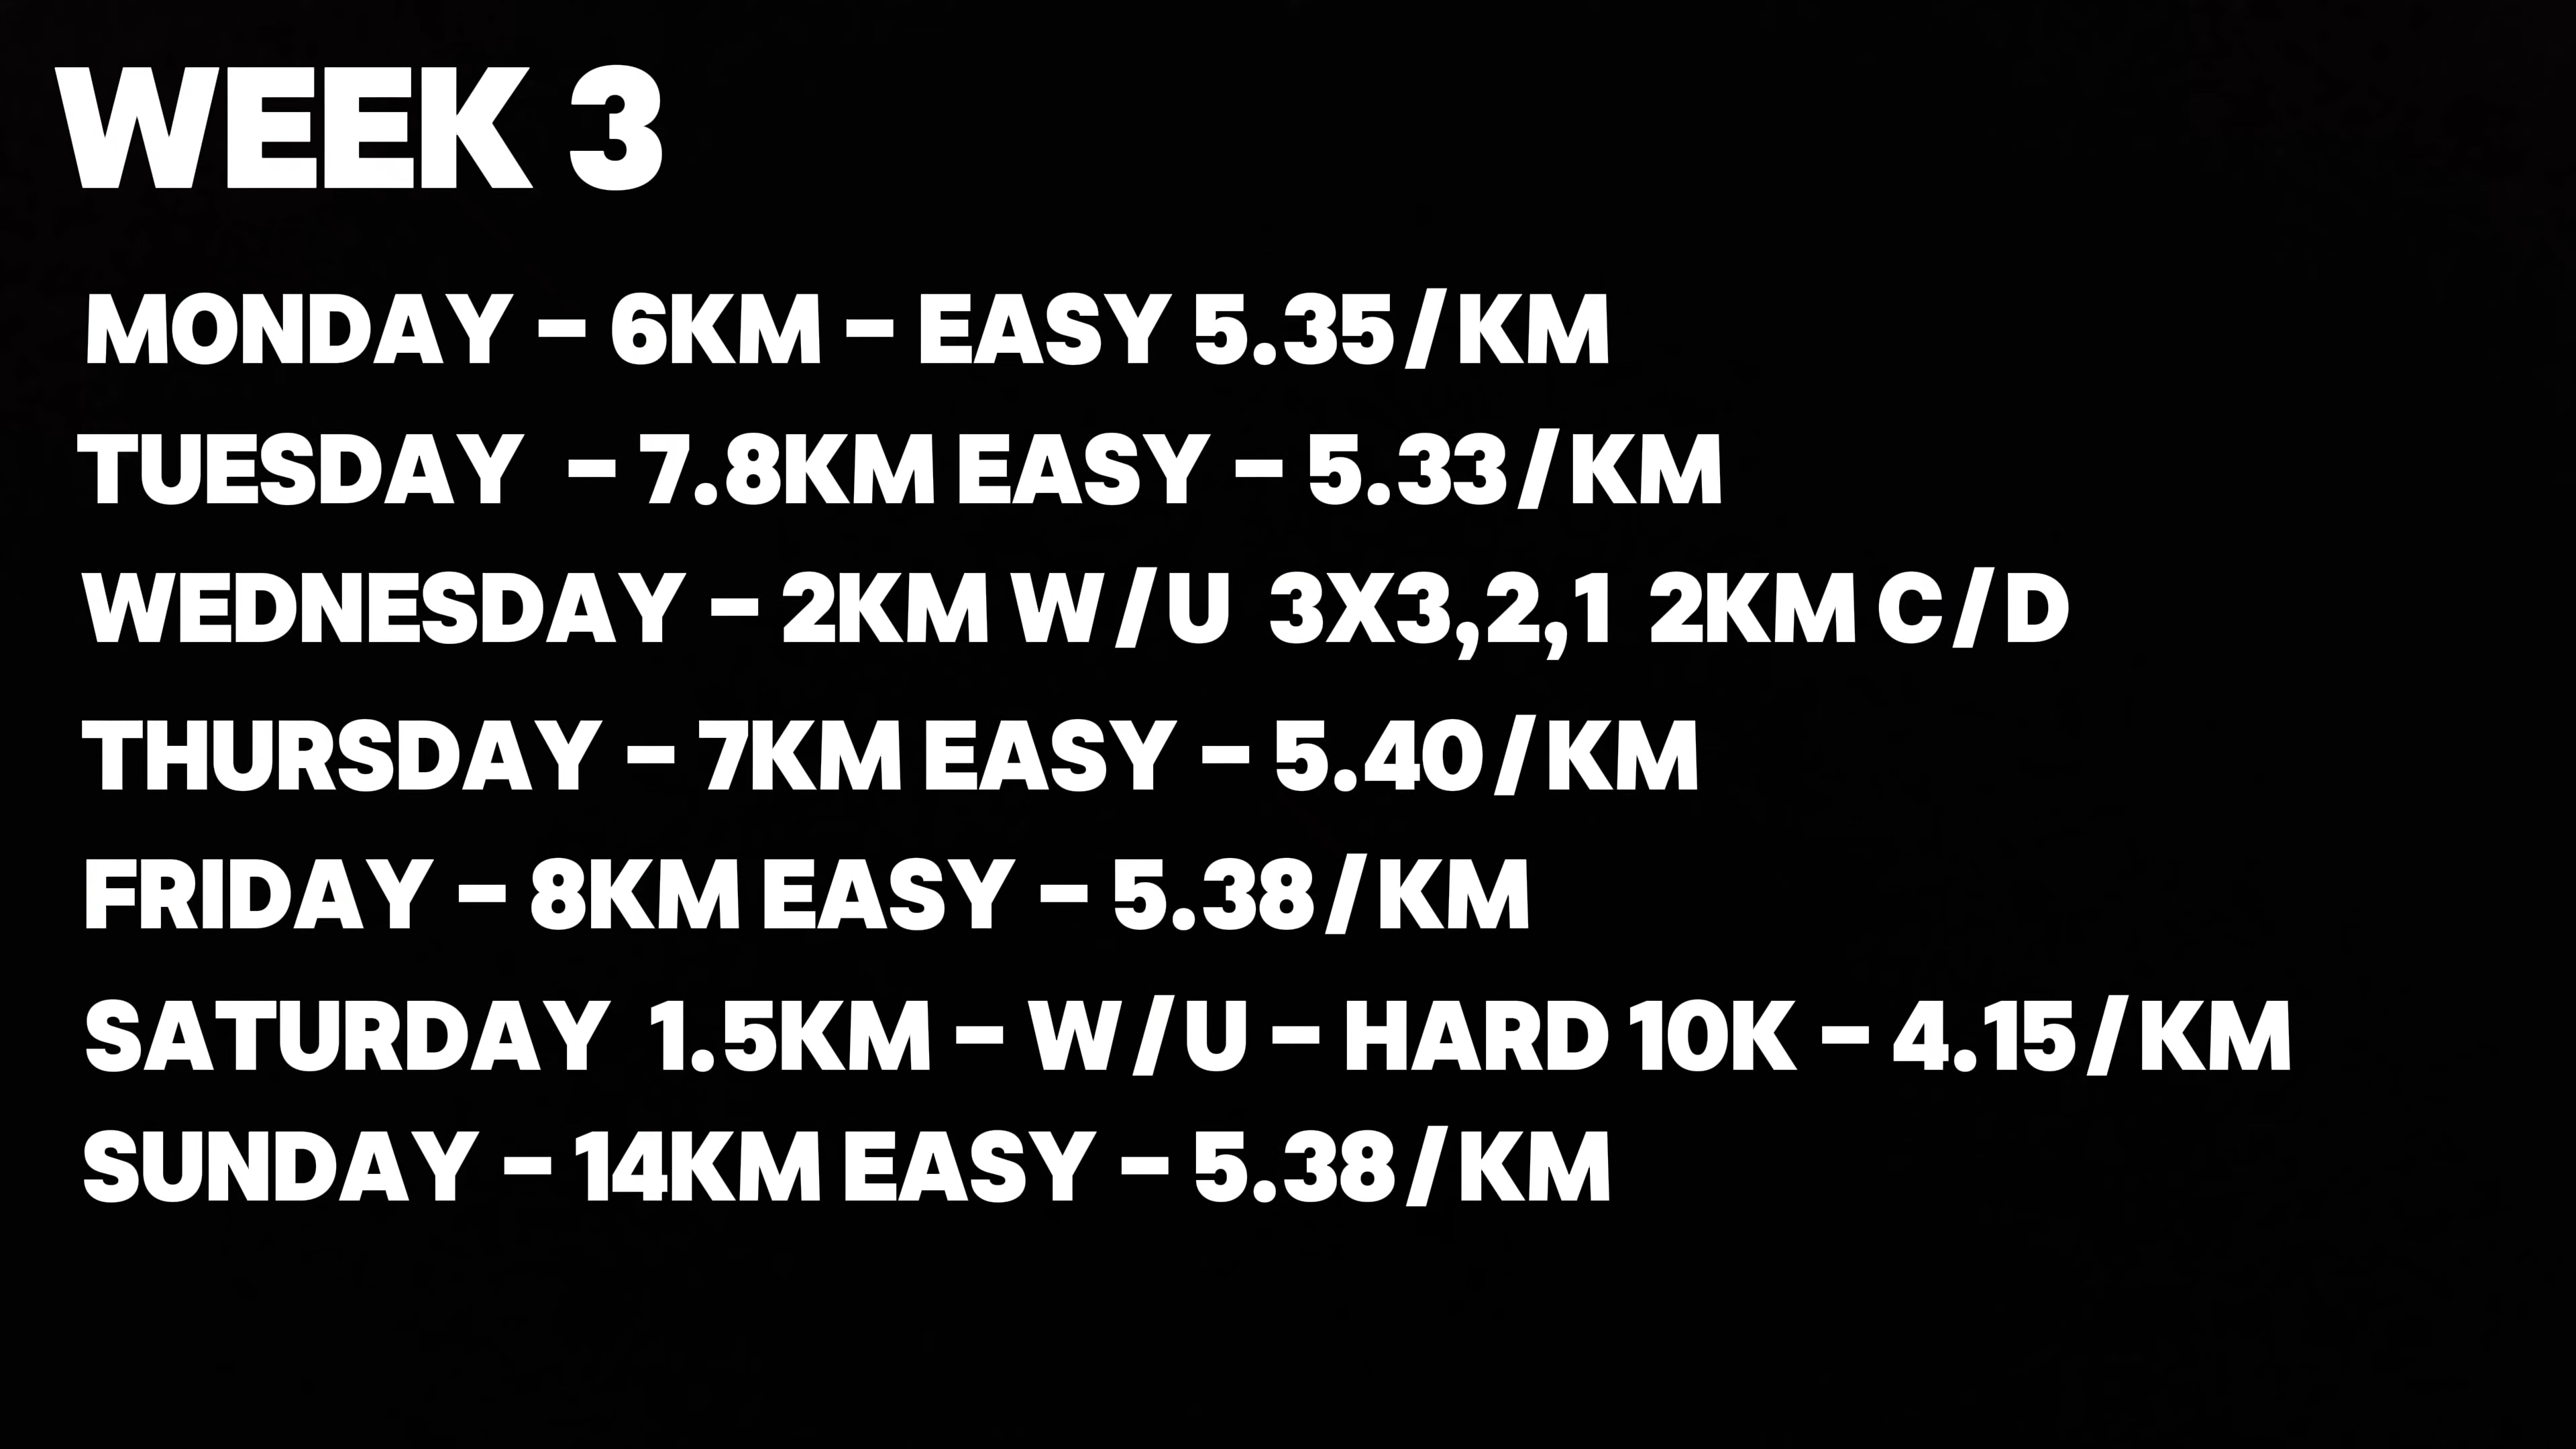 WEEK 3
MONDAY - 6KM - EASY 5.35/KM
TUESDAY - 7.8KM EASY - 5.33/KM
WEDNESDAY - 2KM W/U 3X3,2,1 2KM C/D
THURSDAY - 7KM EASY - 5.40/KM
FRIDAY - 8KM EASY - 5.38/KM
SATURDAY 1.5KM - W/U - HARD 10K - 4.15/KM
SUNDAY - 14KM EASY - 5.38/KM